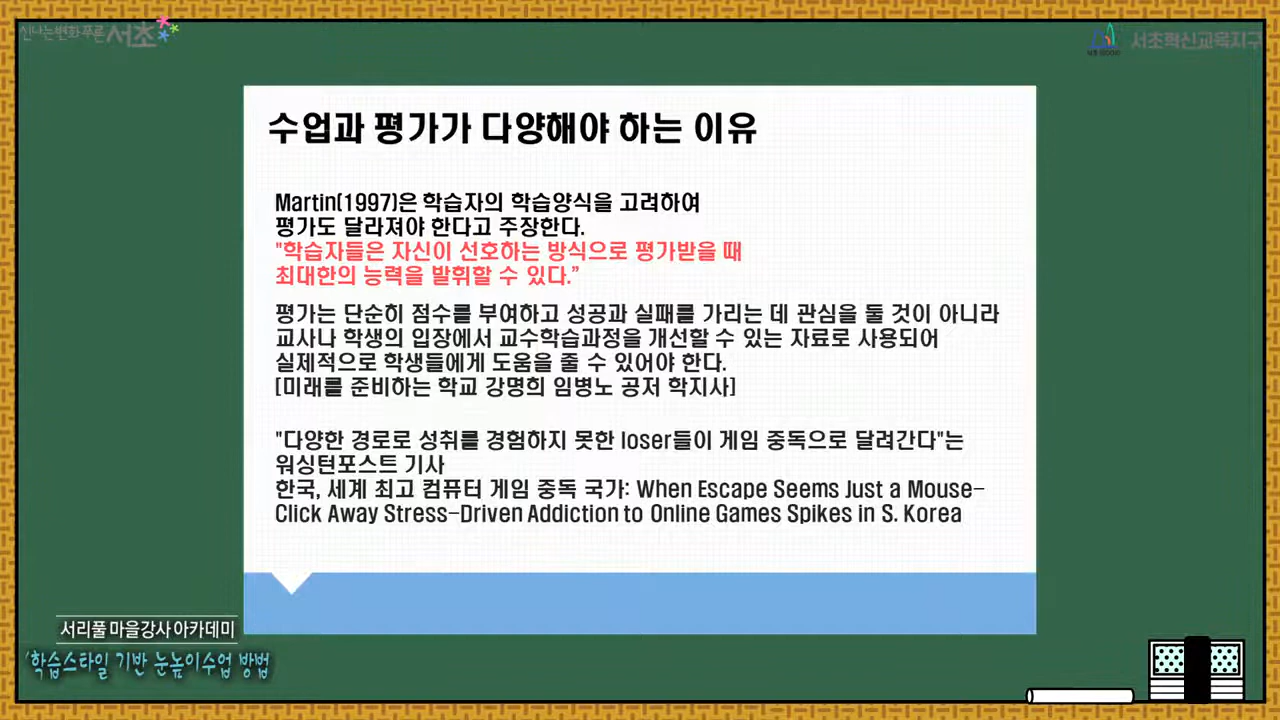 신나는 변화 푸른 서초
서초혁신교육지구
수업과 평가가 다양해야 하는 이유
Martin(1997)은 학습자의 학습양식을 고려하여
평가도 달라져야 한다고 주장한다.
"학습자들은 자신이 선호하는 방식으로 평가받을 때
최대한의 능력을 발휘할 수 있다.”
평가는 단순히 점수를 부여하고 성공과 실패를 가리는 데 관심을 둘 것이 아니라
교사나 학생의 입장에서 교수학습과정을 개선할 수 있는 자료로 사용되어
실제적으로 학생들에게 도움을 줄 수 있어야 한다.
[미래를 준비하는 학교 강명희 임병노 공저 학지사]
"다양한 경로로 성취를 경험하지 못한 loser들이 게임 중독으로 달려간다"는
워싱턴포스트 기사
한국, 세계 최고 컴퓨터 게임 중독 국가: When Escape Seems Just a Mouse-
Click Away Stress-Driven Addiction to Online Games Spikes in S. Korea
서리풀 마을강사 아카데미
'학습스타일 기반 눈높이수업 방법